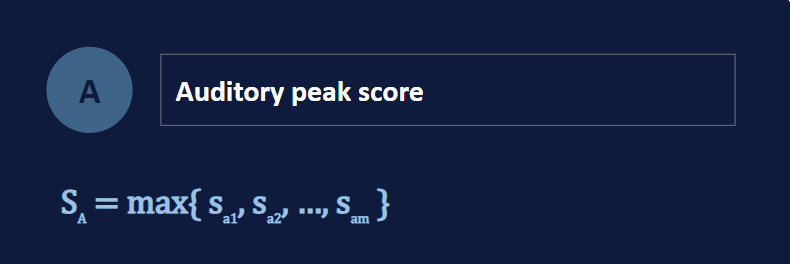 A
Auditory peak score
S_A = max{ s_a1, s_a2, ..., s_am }